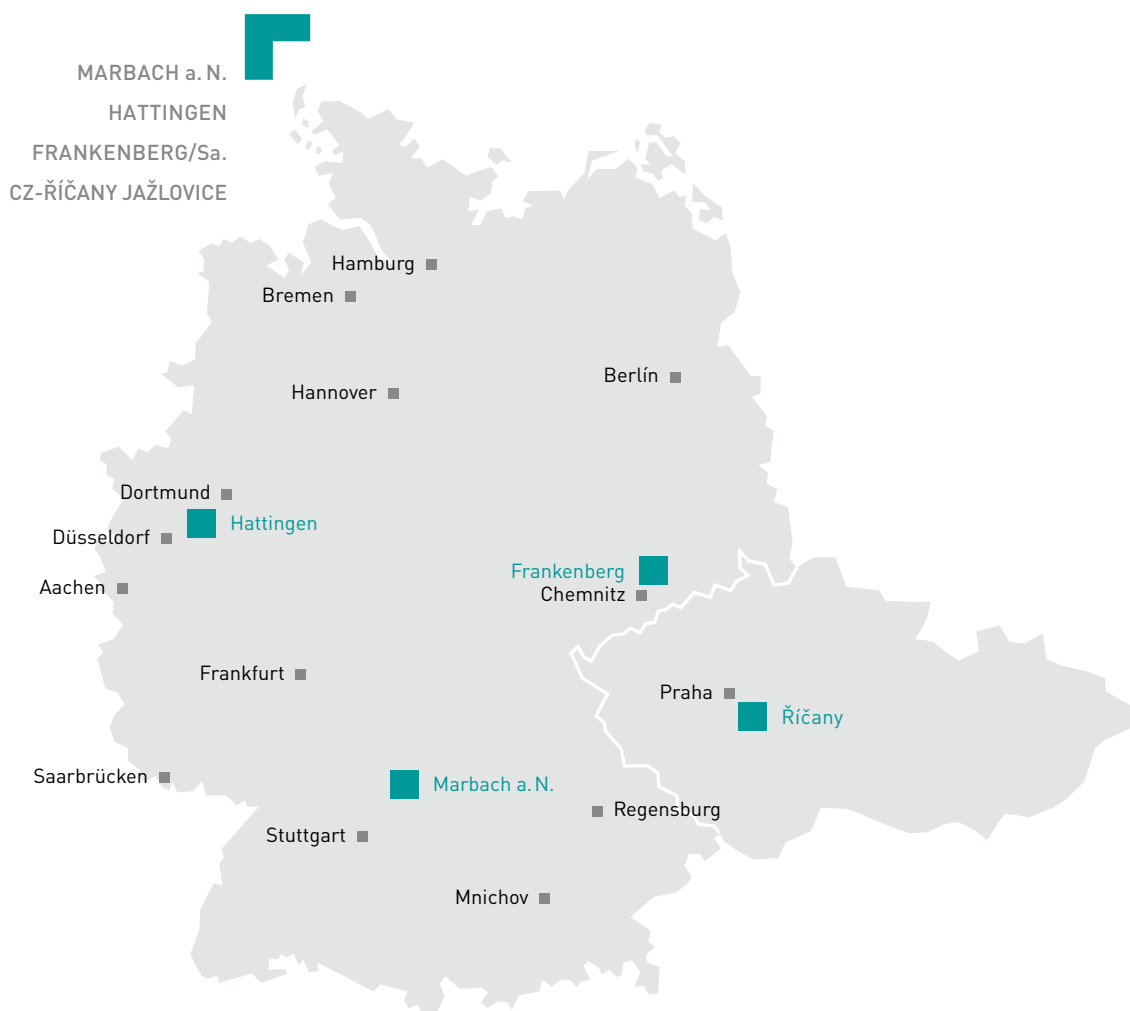 MARBACH a. N.
HATTINGEN
FRANKENBERG/Sa.
CZ-ŘÍČANY JAŽLOVICE
Hamburg
Bremen
Berlín
Hannover
Dortmund
Hattingen
Düsseldorf
Frankenberg
Aachen
Chemnitz
Frankfurt
Praha
Říčany
Saarbrücken
Marbach a. N.
Regensburg
Stuttgart
Mnichov